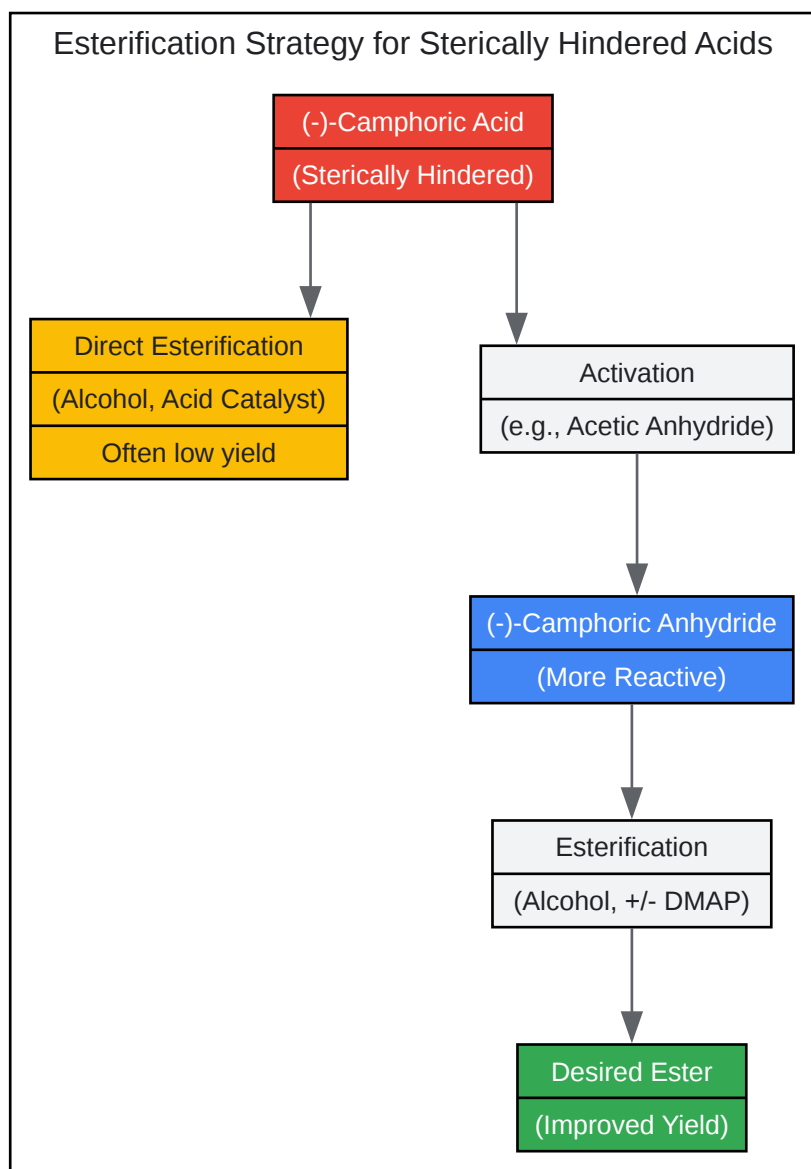 Esterification Strategy for Sterically Hindered Acids
(-)-Camphoric Acid
(Sterically Hindered)
Direct Esterification
(Alcohol, Acid Catalyst)
Often low yield
Activation
(e.g., Acetic Anhydride)
(-)-Camphoric Anhydride
(More Reactive)
Esterification
(Alcohol, +/- DMAP)
Desired Ester
(Improved Yield)